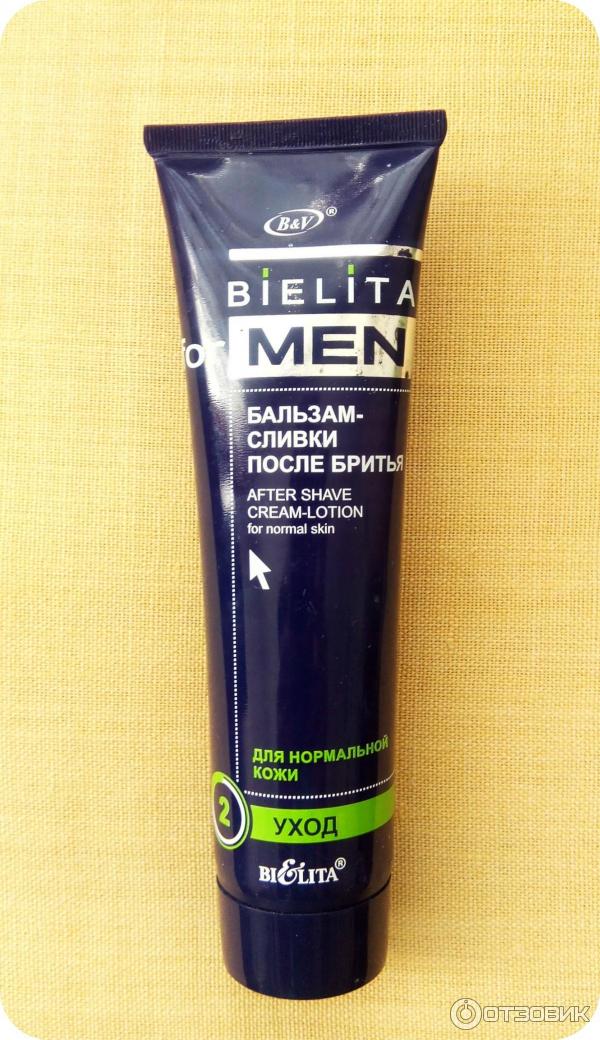 B&V®
BiELiTA
for MEN
БАЛЬЗАМ-
СЛИВКИ
ПОСЛЕ БРИТЬЯ
AFTER SHAVE
CREAM-LOTION
for normal skin
ДЛЯ НОРМАЛЬНОЙ
КОЖИ
2 УХОД
BIELITA®
ОТЗОВИК